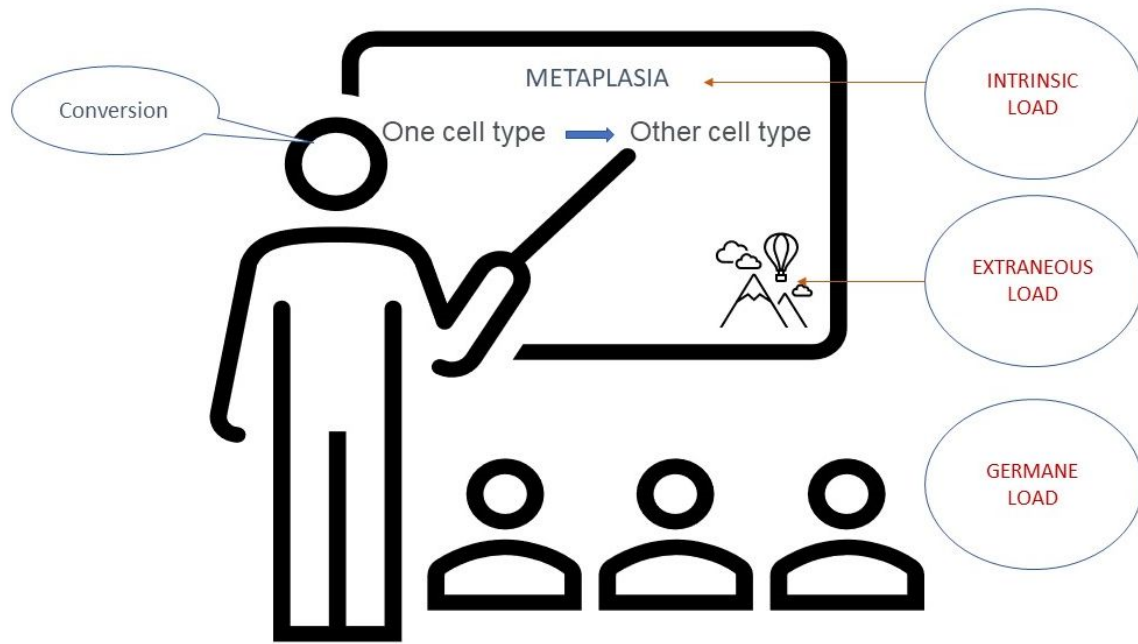 METAPLASIA
Conversion
One cell type
Other cell type
INTRINSIC
LOAD
EXTRANEOUS
LOAD
GERMANE
LOAD